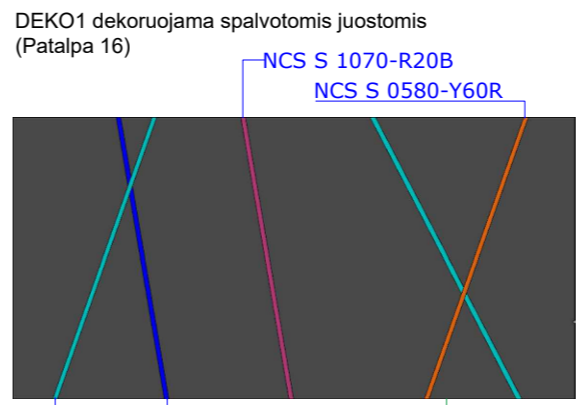 DEKO1 dekoruojama spalvotomis juostomis
(Patalpa 16)
NCS S 1070-R20B
NCS S 0580-Y60R